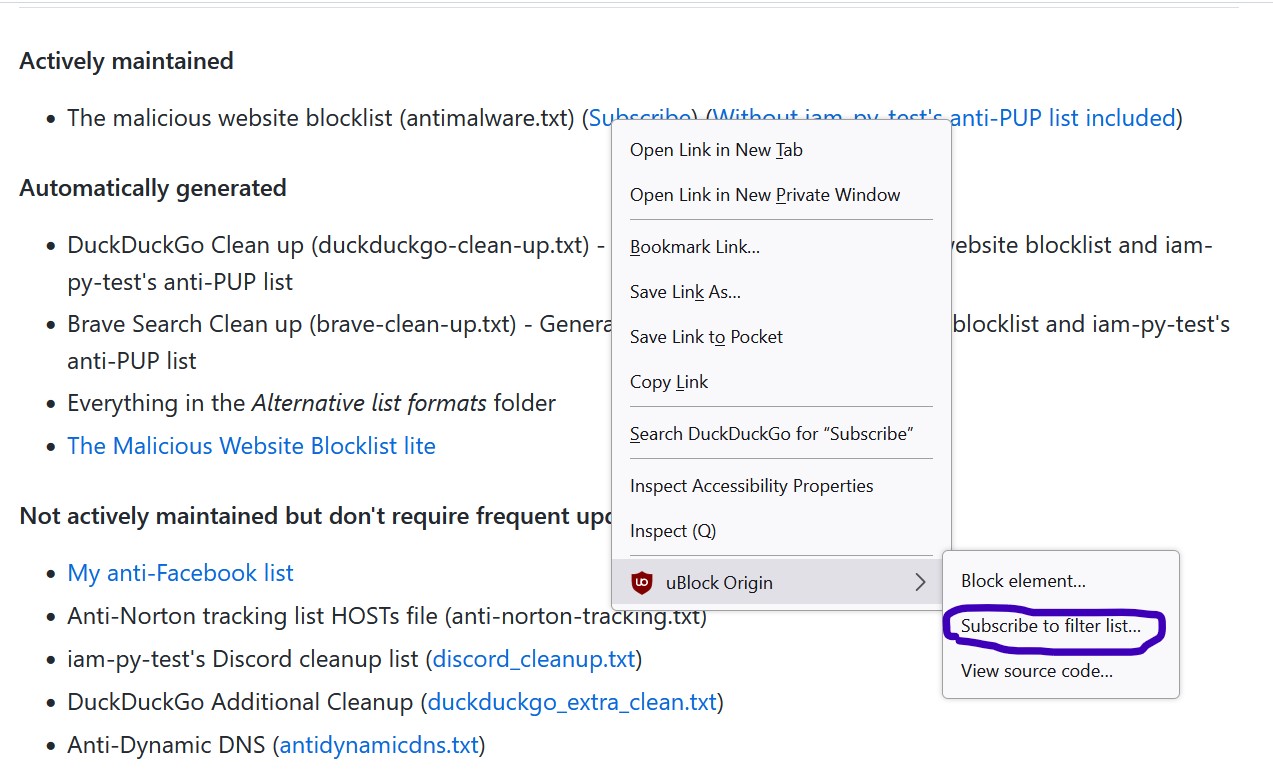 Actively maintained
The malicious website blocklist (antimalware.txt) (Subscribe) (Without iam-py-test's anti-PUP list included)
Open Link in New Tab
Automatically generated
Open Link in New Private Window
DuckDuckGo Clean up (duckduckgo-clean-up.txt) -
Bookmark Link...
website blocklist and iam-
py-test's anti-PUP list
Save Link As...
Brave Search Clean up (brave-clean-up.txt) - Genera
Save Link to Pocket
blocklist and iam-py-test's
anti-PUP list
Copy Link
Everything in the Alternative list formats folder
Search DuckDuckGo for “Subscribe”
The Malicious Website Blocklist lite
Inspect Accessibility Properties
Not actively maintained but don't require frequent upd
Inspect (Q)
My anti-Facebook list
uBlock Origin
Block element...
Anti-Norton tracking list HOSTs file (anti-norton-tracking.txt)
Subscribe to filter list...
iam-py-test's Discord cleanup list (discord_cleanup.txt)
View source code...
DuckDuckGo Additional Cleanup (duckduckgo_extra_clean.txt)
Anti-Dynamic DNS (antidynamicdns.txt)